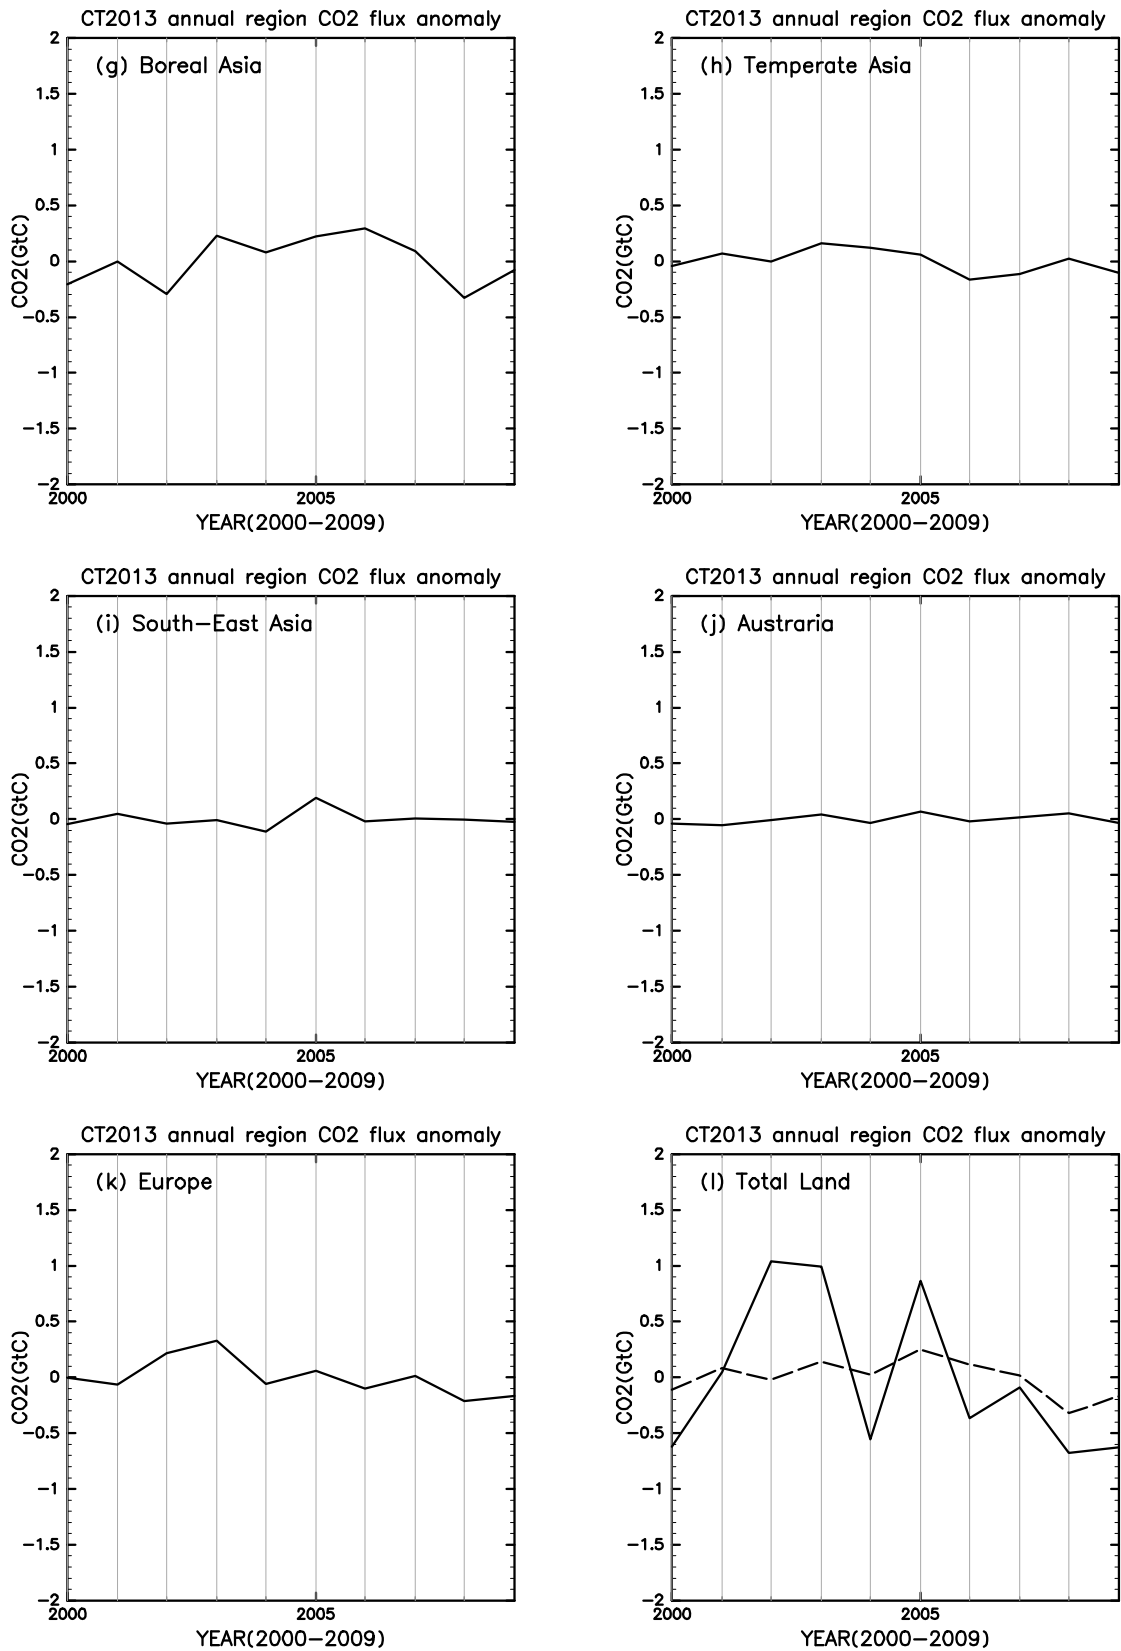 CT2013 annual region CO2 flux anomaly
(g) Boreal Asia
2
1.5
1
0.5
0
−0.5
−1
−1.5
−2
CO2(GtC)
2000 2005
YEAR(2000−2009)
CT2013 annual region CO2 flux anomaly
(h) Temperate Asia
2
1.5
1
0.5
0
−0.5
−1
−1.5
−2
CO2(GtC)
2000 2005
YEAR(2000−2009)
CT2013 annual region CO2 flux anomaly
(i) South−East Asia
2
1.5
1
0.5
0
−0.5
−1
−1.5
−2
CO2(GtC)
2000 2005
YEAR(2000−2009)
CT2013 annual region CO2 flux anomaly
(j) Austraria
2
1.5
1
0.5
0
−0.5
−1
−1.5
−2
CO2(GtC)
2000 2005
YEAR(2000−2009)
CT2013 annual region CO2 flux anomaly
(k) Europe
2
1.5
1
0.5
0
−0.5
−1
−1.5
−2
CO2(GtC)
2000 2005
YEAR(2000−2009)
CT2013 annual region CO2 flux anomaly
(l) Total Land
2
1.5
1
0.5
0
−0.5
−1
−1.5
−2
CO2(GtC)
2000 2005
YEAR(2000−2009)